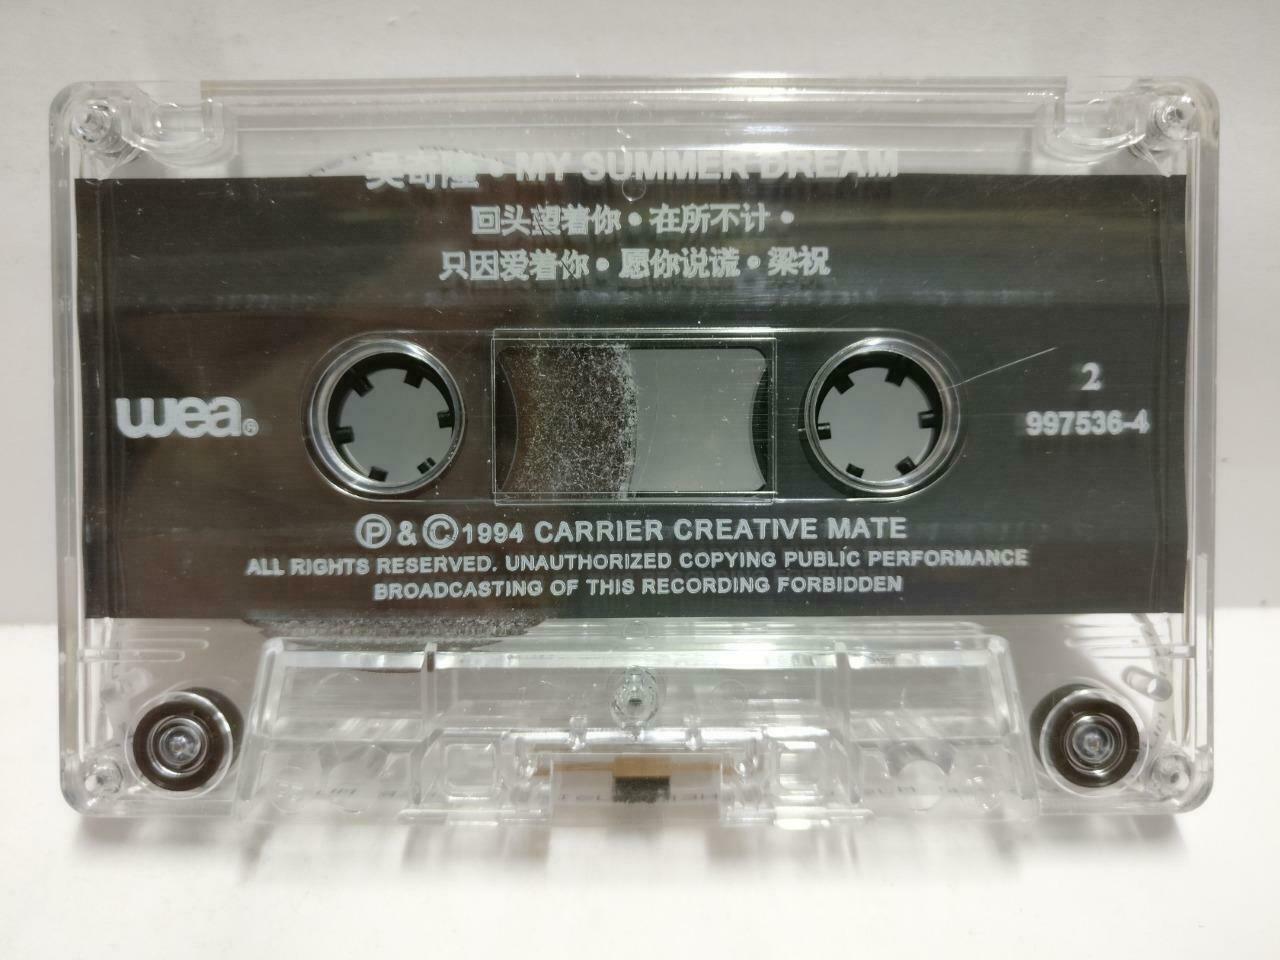 吴奇隆 • MY SUMMER DREAM
回头望着你 • 在所不计 •
只因爱着你 • 愿你说谎 • 梁祝
wea®
2
997536-4
Ⓟ & Ⓒ 1994 CARRIER CREATIVE MATE
ALL RIGHTS RESERVED. UNAUTHORIZED COPYING PUBLIC PERFORMANCE
BROADCASTING OF THIS RECORDING FORBIDDEN